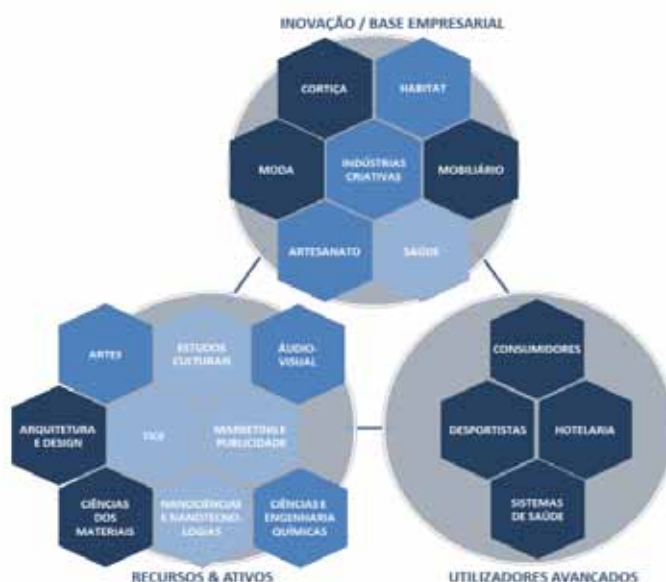 INOVAÇÃO / BASE EMPRESARIAL
CORTIÇA
HABITAT
MODA
INDÚSTRIAS
CRIATIVAS
MOBILIÁRIO
ARTESANATO
SAÚDE
ARTES
ESTUDOS
CULTURAIS
ÁUDIO-
VISUAL
ARQUITETURA
E DESIGN
TICE
MARKETING E
PUBLICIDADE
CIÊNCIAS
DOS
MATERIAIS
NANOCIÊNCIAS
E NANOTECNO-
LOGIAS
CIÊNCIAS E
ENGENHARIA
QUÍMICAS
RECURSOS & ATIVOS
CONSUMIDORES
DESPORTISTAS
HOTELARIA
SISTEMAS
DE SAÚDE
UTILIZADORES AVANÇADOS